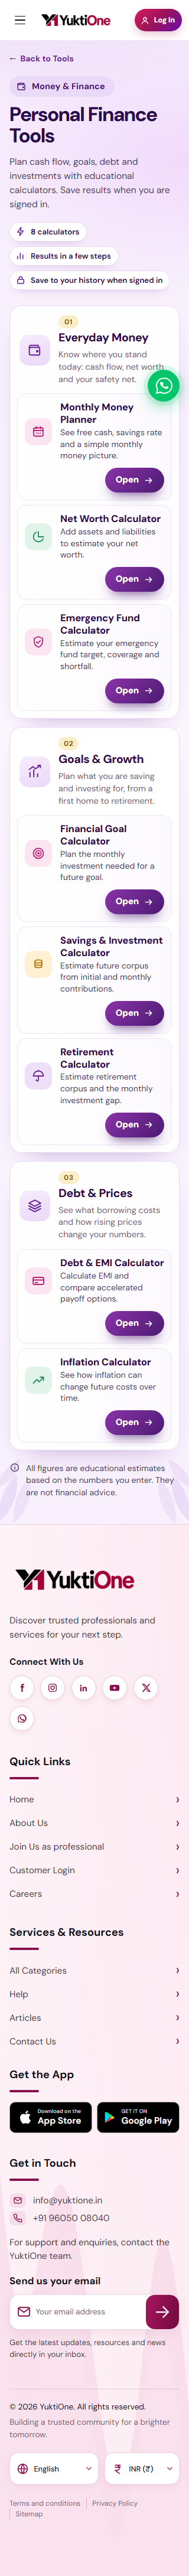 YuktiOne
Log In
← Back to Tools
Money & Finance
Personal Finance
Tools
Plan cash flow, goals, debt and
investments with educational
calculators. Save results when you are
signed in.
8 calculators
Results in a few steps
Save to your history when signed in
01
Everyday Money
Know where you stand
today: cash flow, net worth
and your safety net.
Monthly Money
Planner
See free cash, savings rate
and a simple monthly
money picture.
Open →
Net Worth Calculator
Add assets and liabilities
to estimate your net
worth.
Open →
Emergency Fund
Calculator
Estimate your emergency
fund target, coverage and
shortfall.
Open →
02
Goals & Growth
Plan what you are saving
and investing for, from a
first home to retirement.
Financial Goal
Calculator
Plan the monthly
investment needed for a
future goal.
Open →
Savings & Investment
Calculator
Estimate future corpus
from initial and monthly
contributions.
Open →
Retirement
Calculator
Estimate retirement
corpus and the monthly
investment gap.
Open →
03
Debt & Prices
See what borrowing costs
and how rising prices
change your numbers.
Debt & EMI Calculator
Calculate EMI and
compare accelerated
payoff options.
Open →
Inflation Calculator
See how inflation can
change future costs over
time.
Open →
All figures are educational estimates
based on the numbers you enter. They
are not financial advice.
YuktiOne
Discover trusted professionals and
services for your next step.
Connect With Us
Quick Links
Home
About Us
Join Us as professional
Customer Login
Careers
Services & Resources
All Categories
Help
Articles
Contact Us
Get the App
Download on the
App Store
GET IT ON
Google Play
Get in Touch
info@yuktione.in
+91 96050 08040
For support and enquiries, contact the
YuktiOne team.
Send us your email
Your email address
Get the latest updates, resources and news
directly in your inbox.
© 2026 YuktiOne. All rights reserved.
Building a trusted community for a brighter
tomorrow.
English
₹ INR (₹)
Terms and conditions
Privacy Policy
Sitemap